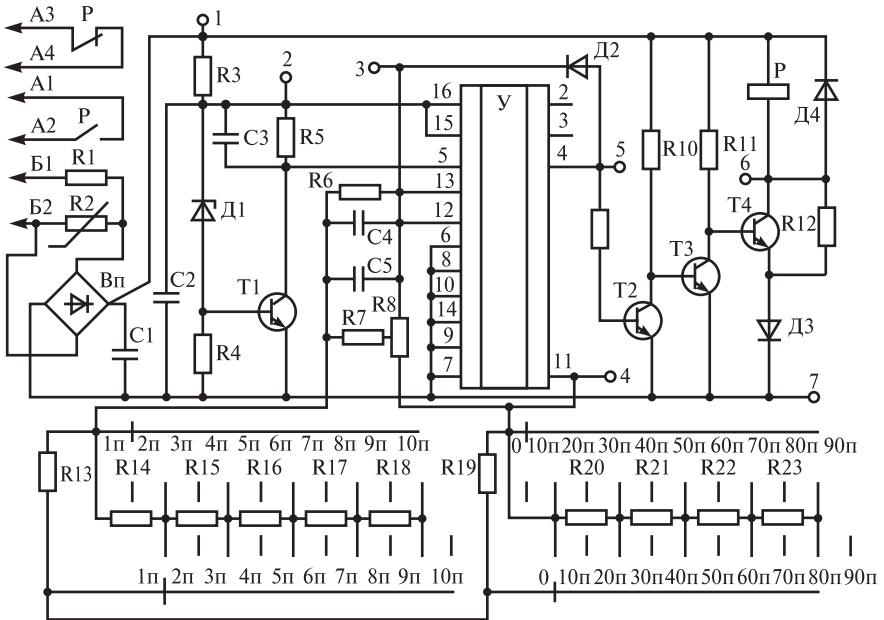 А3 Р 1
А4 R3 2 3 Д2
А1 16 У 2 Р
А2 Р C3 R5 15 3 Д4
Б1 R1 5 4 5 R10 R11 6
R6 13
Б2 R2 Д1 12 Т4 R12
C4 6
Вп C2 C5 8 Т3
Т1 10 Т2
C1 R7 R8 14 Д3
R4 9
7 11 4
7
1п 2п 3п 4п 5п 6п 7п 8п 9п 10п 0 10п 20п 30п 40п 50п 60п 70п 80п 90п
R13 R14 R15 R16 R17 R18 R19 R20 R21 R22 R23
1п 2п 3п 4п 5п 6п 7п 8п 9п 10п 0 10п 20п 30п 40п 50п 60п 70п 80п 90п